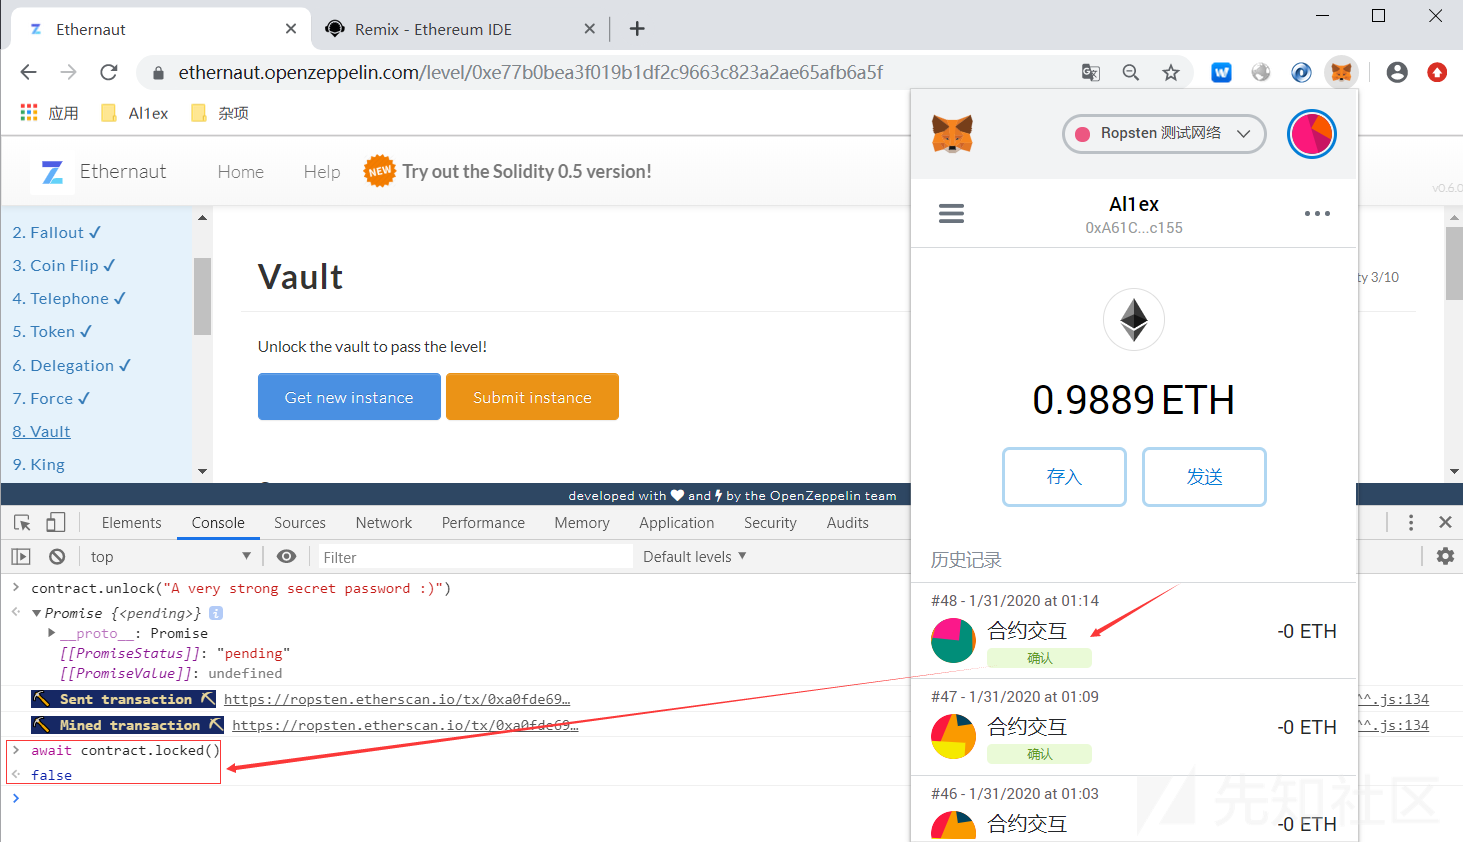 Ethernaut
Remix - Ethereum IDE
ethernaut.openzeppelin.com/level/0xe77b0bea3f019b1df2c9663c823a2ae65afb6a5f
应用
Al1ex
杂项
Ethernaut
Home
Help
NEW
Try out the Solidity 0.5 version!
v0.6.0
2. Fallout ✓
3. Coin Flip ✓
4. Telephone ✓
5. Token ✓
6. Delegation ✓
7. Force ✓
8. Vault
9. King
Vault
ty 3/10
Unlock the vault to pass the level!
Get new instance
Submit instance
developed with ❤ and ⚡ by the OpenZeppelin team
Ropsten 测试网络
Al1ex
0xA61C...c155
0.9889 ETH
存入
发送
历史记录
#48 - 1/31/2020 at 01:14
合约交互
-0 ETH
确认
#47 - 1/31/2020 at 01:09
合约交互
-0 ETH
确认
#46 - 1/31/2020 at 01:03
合约交互
-0 ETH
Elements
Console
Sources
Network
Performance
Memory
Application
Security
Audits
top
Filter
Default levels
> contract.unlock("A very strong secret password :)")
Promise {<pending>}
__proto__: Promise
[[PromiseStatus]]: "pending"
[[PromiseValue]]: undefined
Sent transaction https://ropsten.etherscan.io/tx/0xa0fde69…
^^.js:134
Mined transaction https://ropsten.etherscan.io/tx/0xa0fde69…
^^.js:134
> await contract.locked()
false
>
先知社区